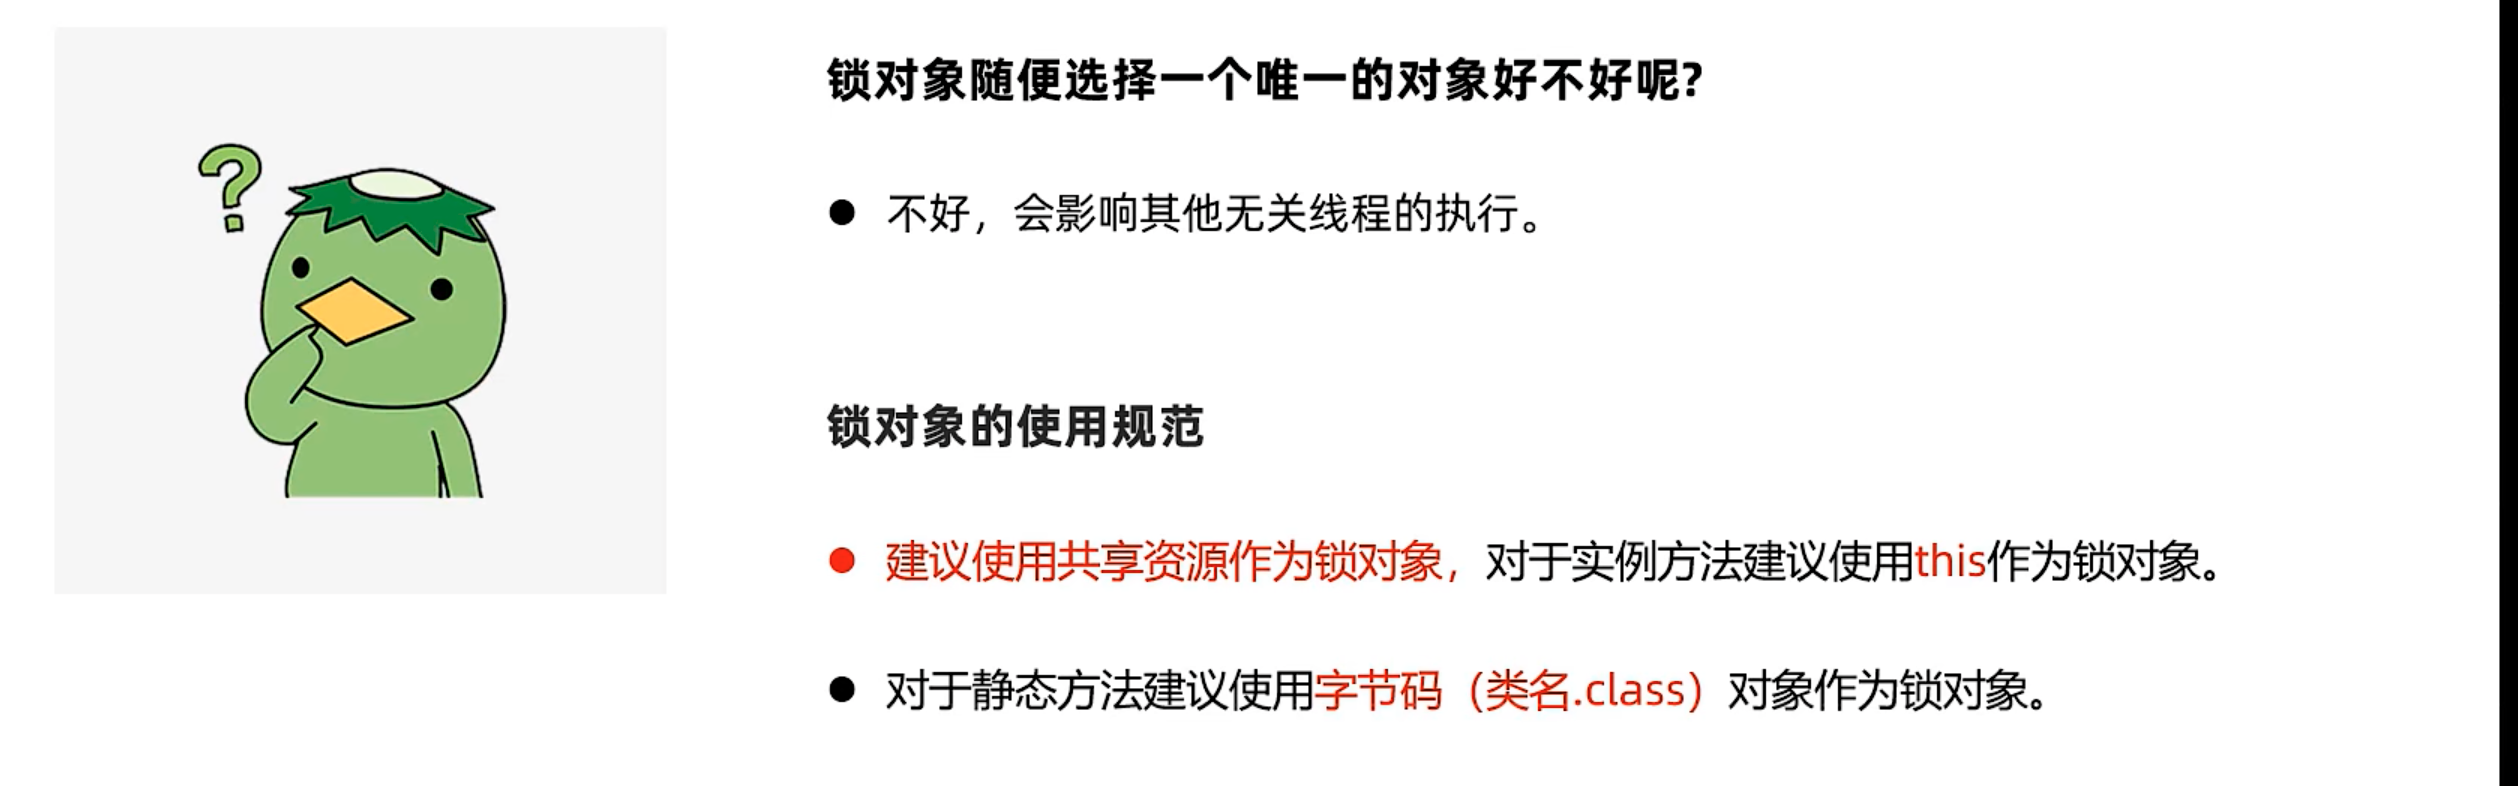 锁对象随便选择一个唯一的对象好不好呢?
不好，会影响其他无关线程的执行。
锁对象的使用规范
建议使用共享资源作为锁对象，对于实例方法建议使用this作为锁对象。
对于静态方法建议使用字节码（类名.class）对象作为锁对象。